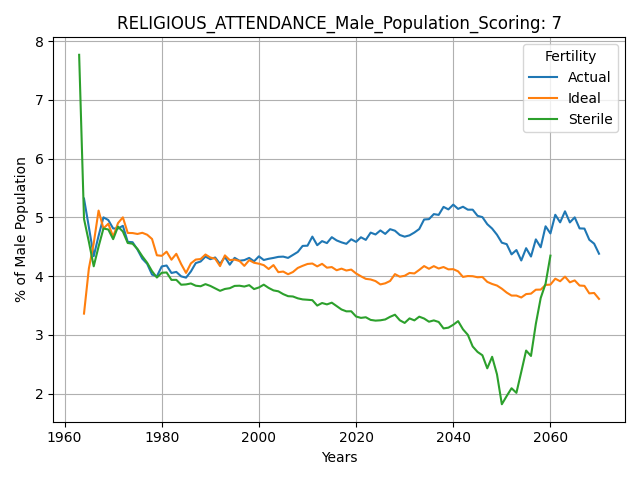 RELIGIOUS_ATTENDANCE_Male_Population_Scoring: 7
Fertility
Actual
Ideal
Sterile
% of Male Population
8
7
6
5
4
3
2
1960
1980
2000
2020
2040
2060
Years